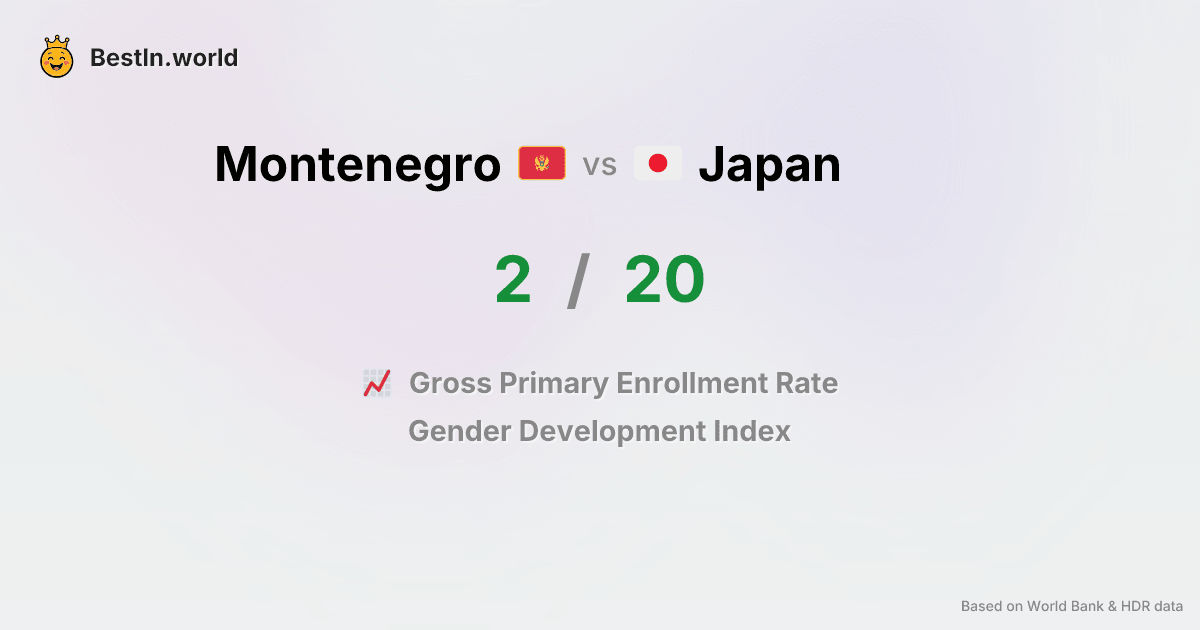 BestIn.world
Montenegro vs Japan
2 / 20
Gross Primary Enrollment Rate
Gender Development Index
Based on World Bank & HDR data